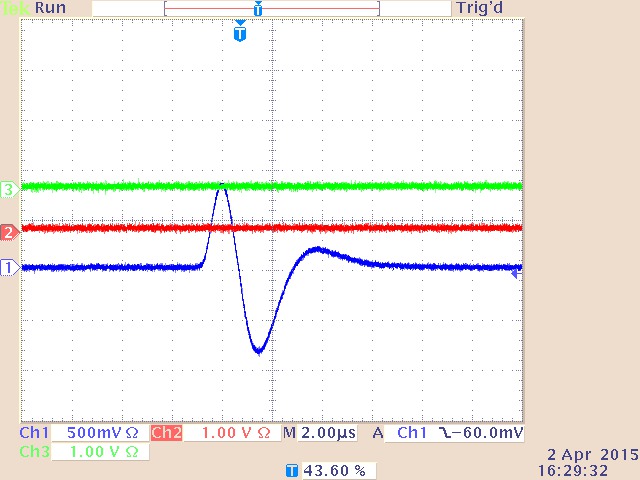 Tek Run Trig'd
T
T
3
2
1
Ch1 500mV Ω Ch2 1.00 V Ω M 2.00µs A Ch1 ∖ −60.0mV
Ch3 1.00 V Ω
T 43.60 %
2 Apr 2015
16:29:32